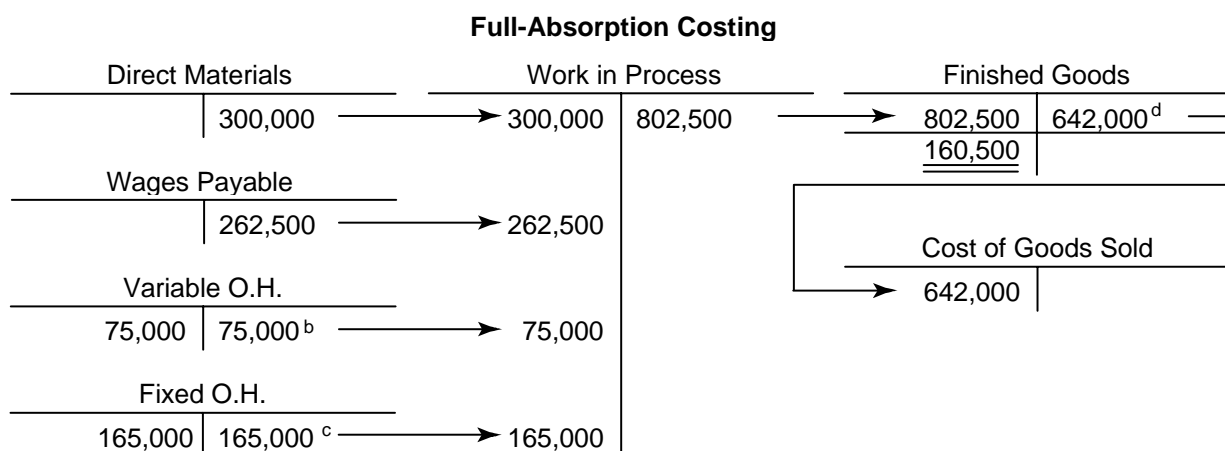 Full-Absorption Costing
Direct Materials Work in Process Finished Goods
300,000 300,000 802,500 802,500 642,000 d
160,500
Wages Payable
262,500 262,500
Cost of Goods Sold
642,000
Variable O.H.
75,000 75,000 b 75,000
Fixed O.H.
165,000 165,000 c 165,000